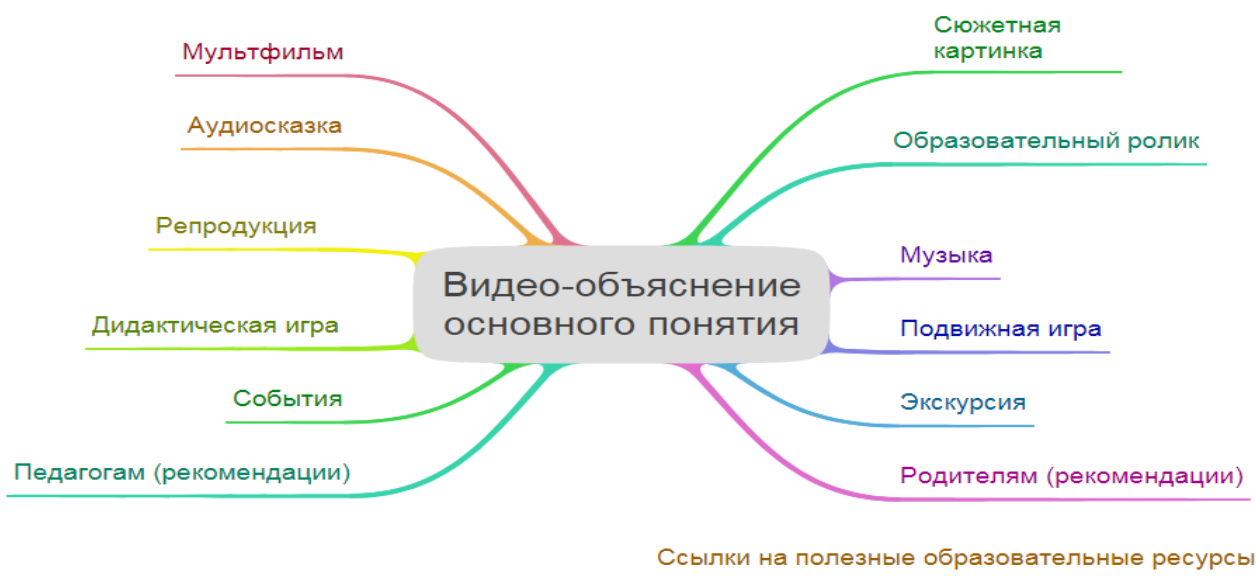 Сюжетная
картинка
Мультфильм
Аудиосказка
Образовательный ролик
Репродукция
Музыка
Видео-объяснение
основного понятия
Дидактическая игра
Подвижная игра
События
Экскурсия
Педагогам (рекомендации)
Родителям (рекомендации)
Ссылки на полезные образовательные ресурсы